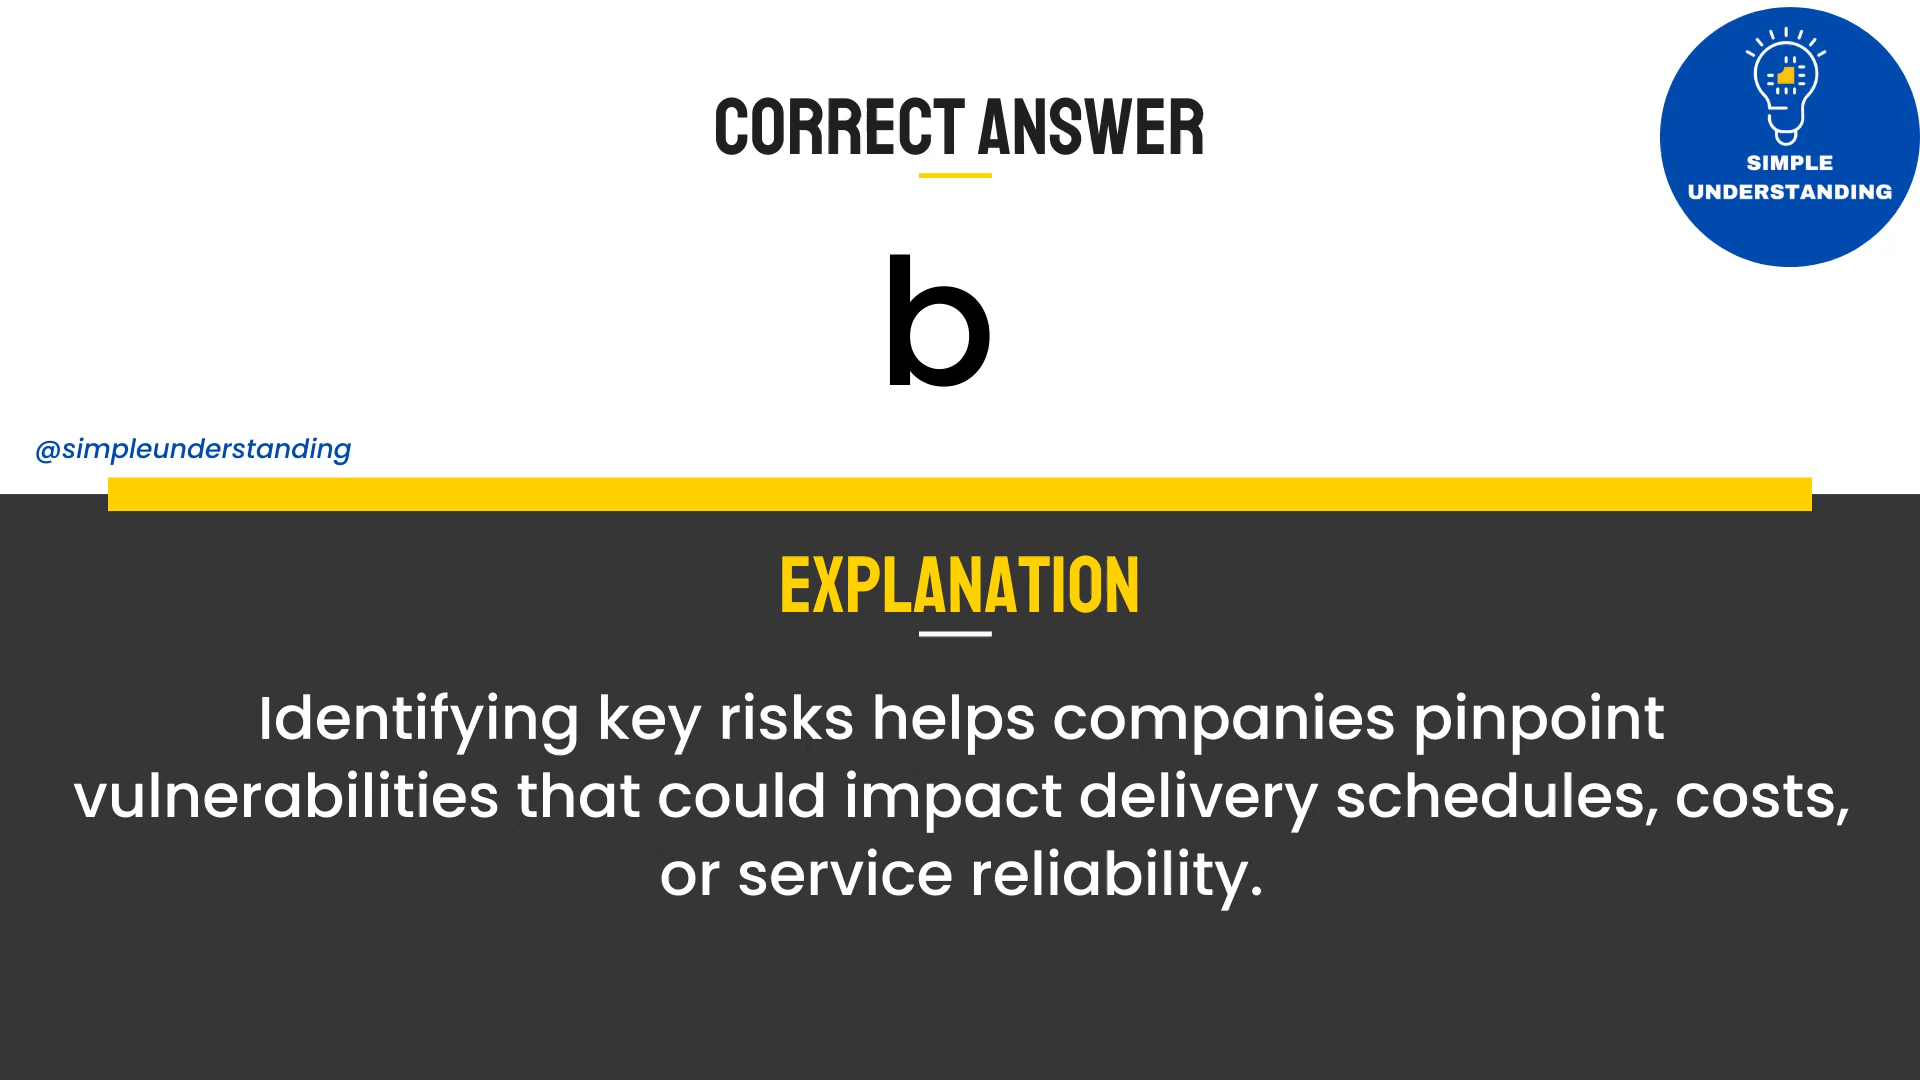 CORRECT ANSWER
SIMPLE
UNDERSTANDING
b
@simpleunderstanding
EXPLANATION
Identifying key risks helps companies pinpoint
vulnerabilities that could impact delivery schedules, costs,
or service reliability.